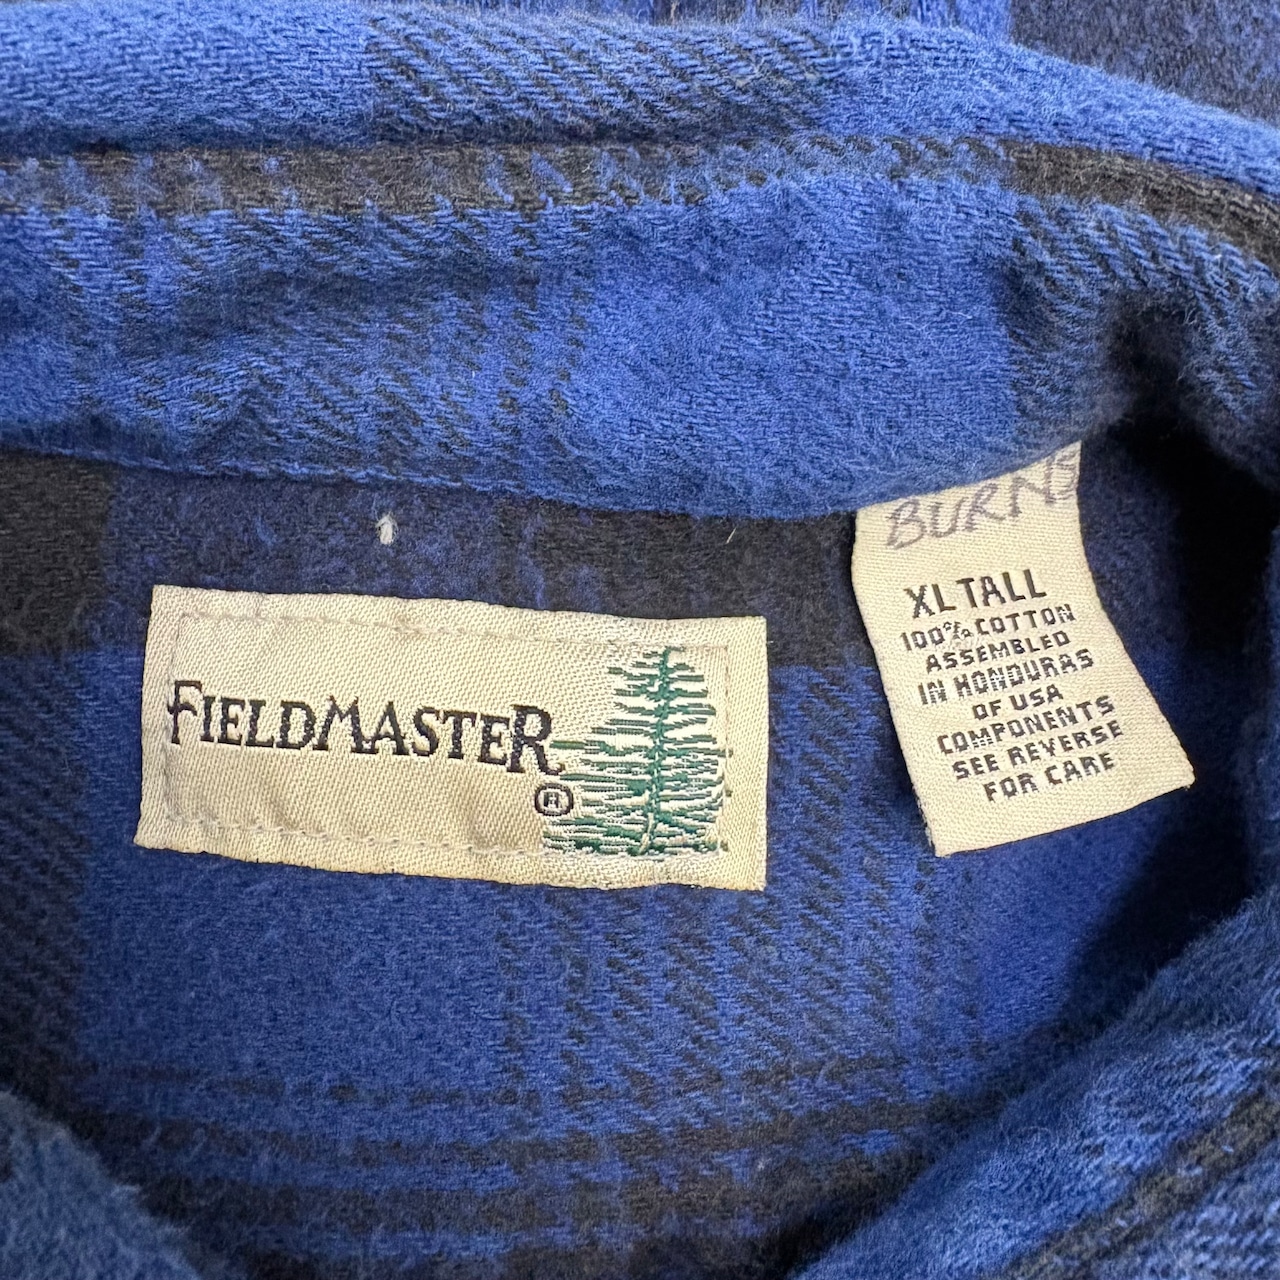 FIELDMASTER
®
BURNS
XL TALL
100% COTTON
ASSEMBLED
IN HONDURAS
OF USA
COMPONENTS
SEE REVERSE
FOR CARE